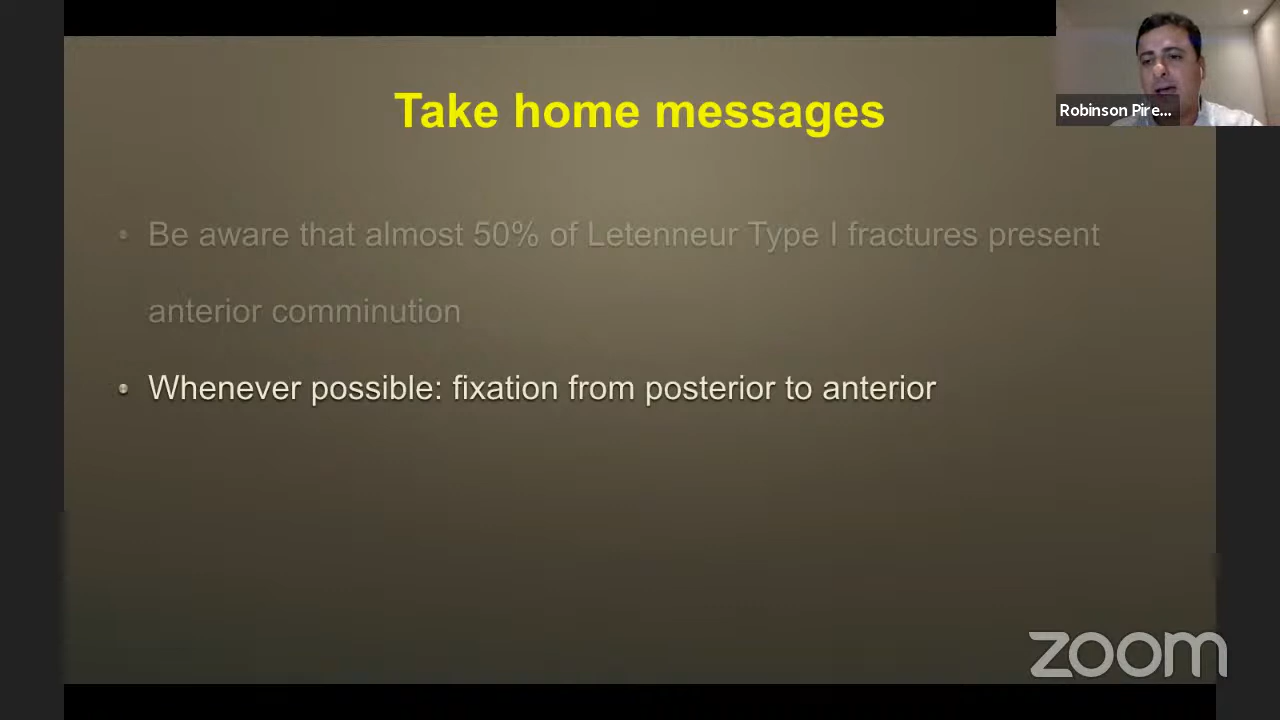 Take home messages
Robinson Pire...
• Be aware that almost 50% of Letenneur Type I fractures present
anterior comminution
• Whenever possible: fixation from posterior to anterior
zoom